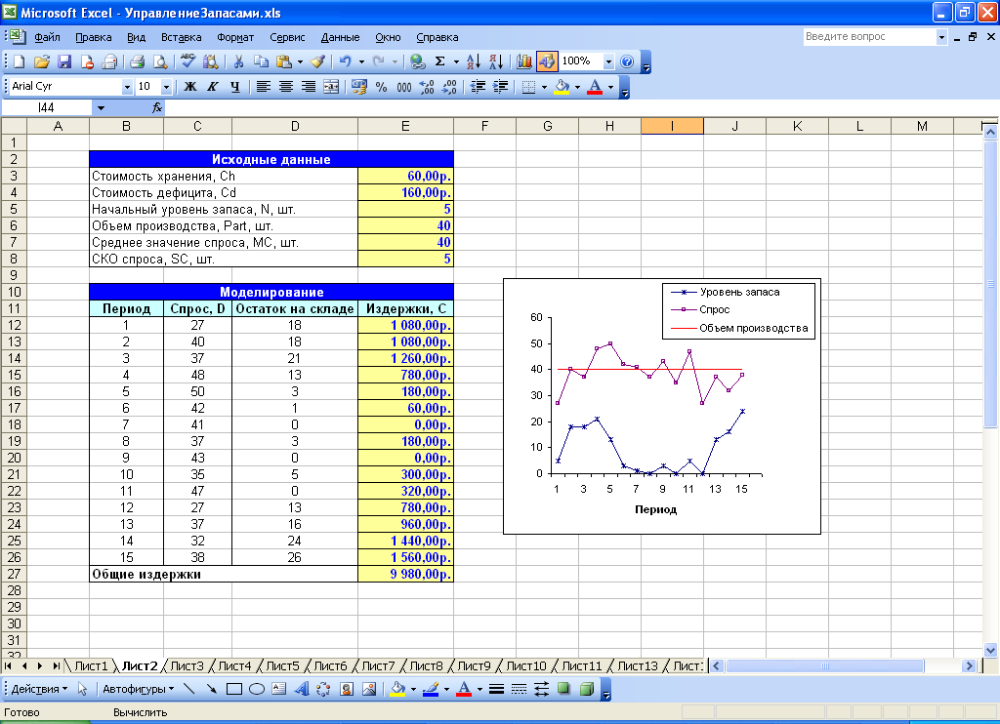 Microsoft Excel - УправлениеЗапасами.xls
Файл Правка Вид Вставка Формат Сервис Данные Окно Справка Введите вопрос
100%
Arial Cyr 10 Ж К Ч % 000
I44 fx
A B C D E F G H I J K L M
1
2 Исходные данные
3 Стоимость хранения, Ch 60,00р.
4 Стоимость дефицита, Cd 160,00р.
5 Начальный уровень запаса, N, шт. 5
6 Объем производства, Part, шт. 40
7 Среднее значение спроса, MC, шт. 40
8 СКО спроса, SC, шт. 5
9
10 Моделирование
11 Период Спрос, D Остаток на складе Издержки, С
12 1 27 18 1 080,00р.
13 2 40 18 1 080,00р.
14 3 37 21 1 260,00р.
15 4 48 13 780,00р.
16 5 50 3 180,00р.
17 6 42 1 60,00р.
18 7 41 0 0,00р.
19 8 37 3 180,00р.
20 9 43 0 0,00р.
21 10 35 5 300,00р.
22 11 47 0 320,00р.
23 12 27 13 780,00р.
24 13 37 16 960,00р.
25 14 32 24 1 440,00р.
26 15 38 26 1 560,00р.
27 Общие издержки 9 980,00р.
28
29
30
31
32
Уровень запаса
Спрос
Объем производства
60
50
40
30
20
10
0
1 3 5 7 9 11 13 15
Период
Лист1 Лист2 Лист3 Лист4 Лист5 Лист6 Лист7 Лист8 Лист9 Лист10 Лист11 Лист13
Действия Автофигуры
Готово Вычислить